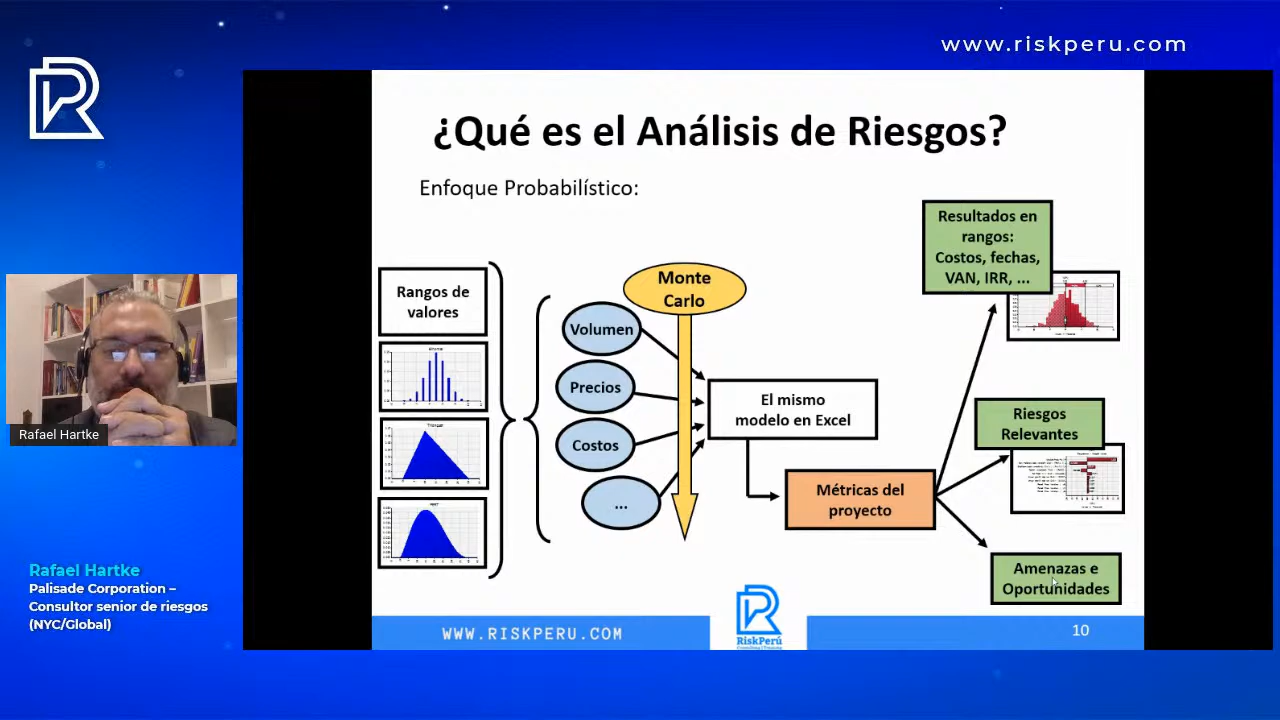 www.riskperu.com
¿Qué es el Análisis de Riesgos?
Enfoque Probabilístico:
Rangos de
valores
Monte
Carlo
Volumen
Precios
Costos
...
El mismo
modelo en Excel
Métricas del
proyecto
Resultados en
rangos:
Costos, fechas,
VAN, IRR, ...
Riesgos
Relevantes
Amenazas e
Oportunidades
Rafael Hartke
Rafael Hartke
Palisade Corporation –
Consultor senior de riesgos
(NYC/Global)
WWW.RISKPERU.COM
RiskPerú
10